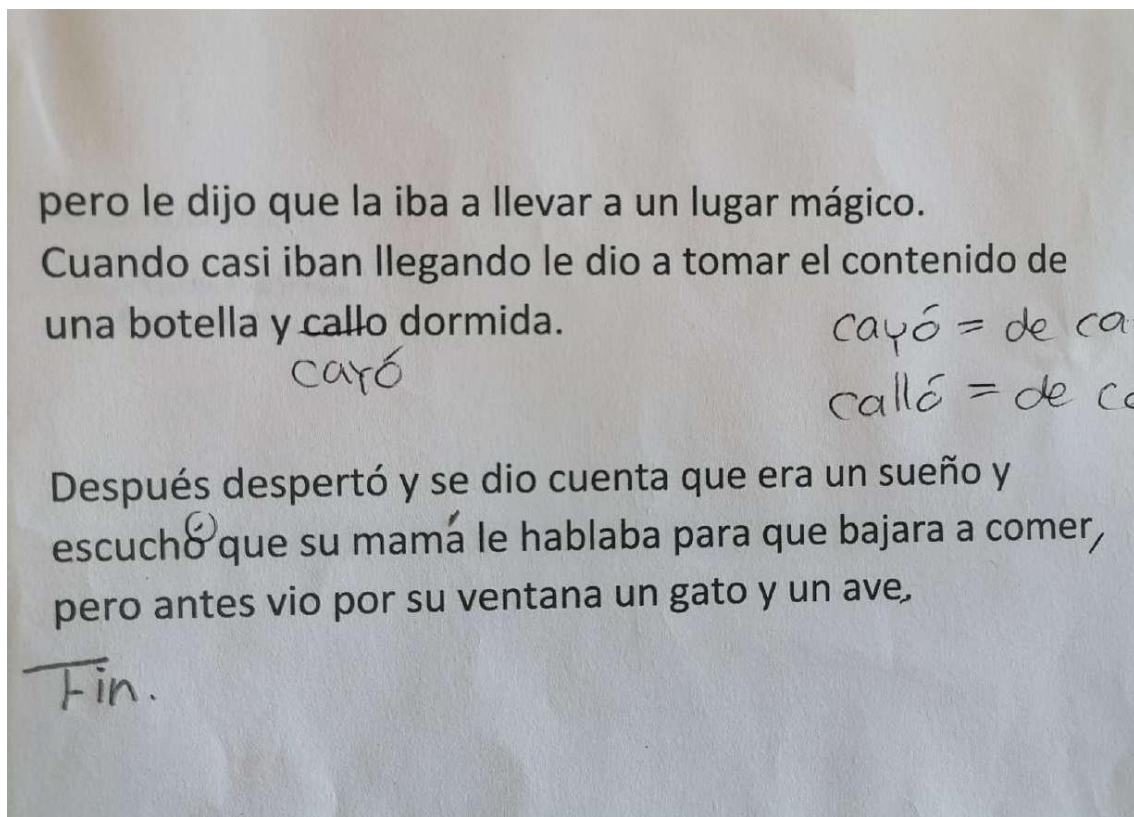 pero le dijo que la iba a llevar a un lugar mágico.
Cuando casi iban llegando le dio a tomar el contenido de
una botella y callo dormida.
cayó = de ca
cayó
calló = de c
Después despertó y se dio cuenta que era un sueño y
escuchó que su mamá le hablaba para que bajara a comer,
pero antes vio por su ventana un gato y un ave,
Fin.